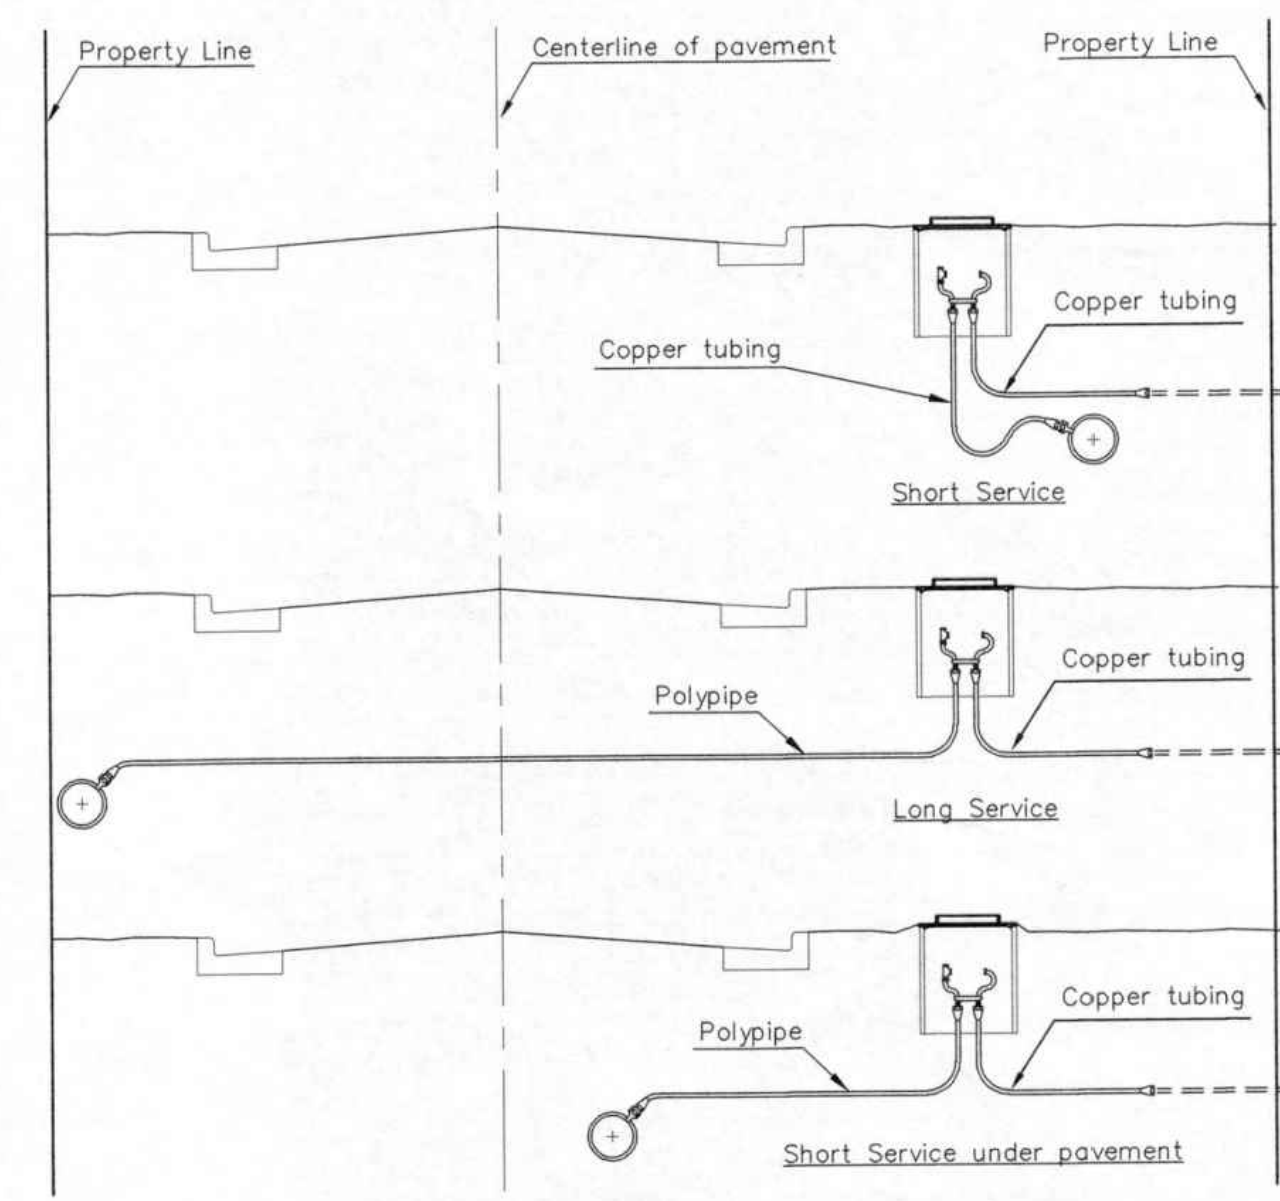 Property Line
Centerline of pavement
Property Line
Copper tubing
Copper tubing
Short Service
Copper tubing
Polypipe
Long Service
Copper tubing
Polypipe
Short Service under pavement